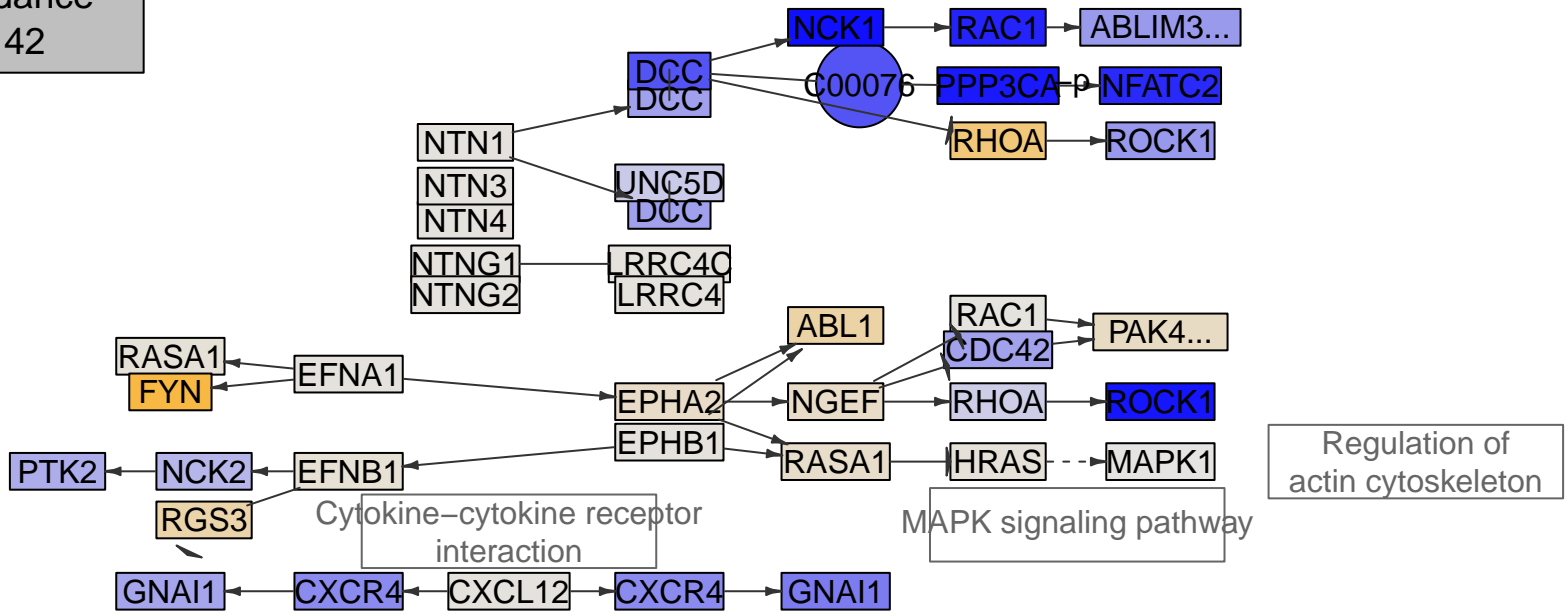 42
NCK1 RAC1 ABLIM3...
DCC C00076 PPP3CA –p NFATC2
DCC
NTN1 RHOA ROCK1
NTN3 UNC5D
NTN4 DCC
NTNG1 LRRC4C
NTNG2 LRRC4
ABL1 RAC1 PAK4...
RASA1 CDC42
EFNA1
FYN EPHA2 NGEF RHOA ROCK1
EPHB1
PTK2 NCK2 EFNB1 RASA1 HRAS MAPK1
Regulation of
actin cytoskeleton
RGS3
Cytokine–cytokine receptor
interaction
MAPK signaling pathway
GNAI1 CXCR4 CXCL12 CXCR4 GNAI1